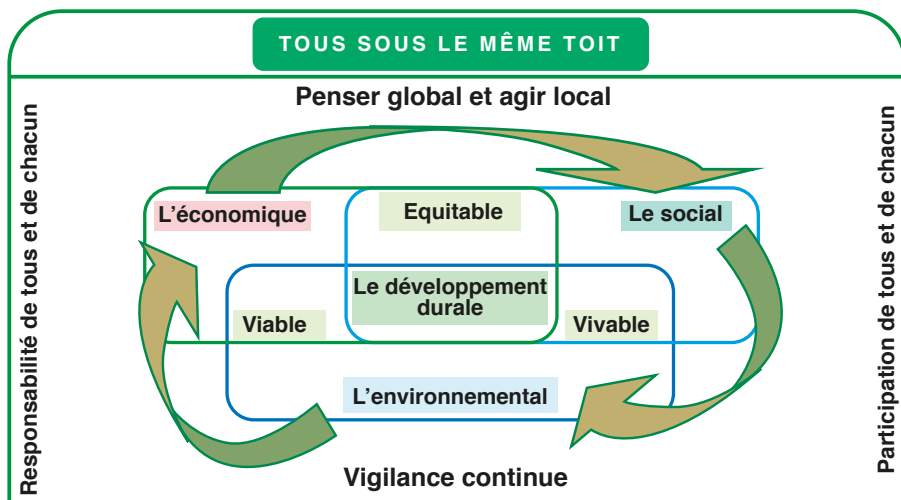 TOUS SOUS LE MÊME TOIT
Penser global et agir local
Responsabilité de tous et de chacun
Participation de tous et de chacun
L'économique
Equitable
Le social
Le développement
durale
Viable
Vivable
L'environnemental
Vigilance continue